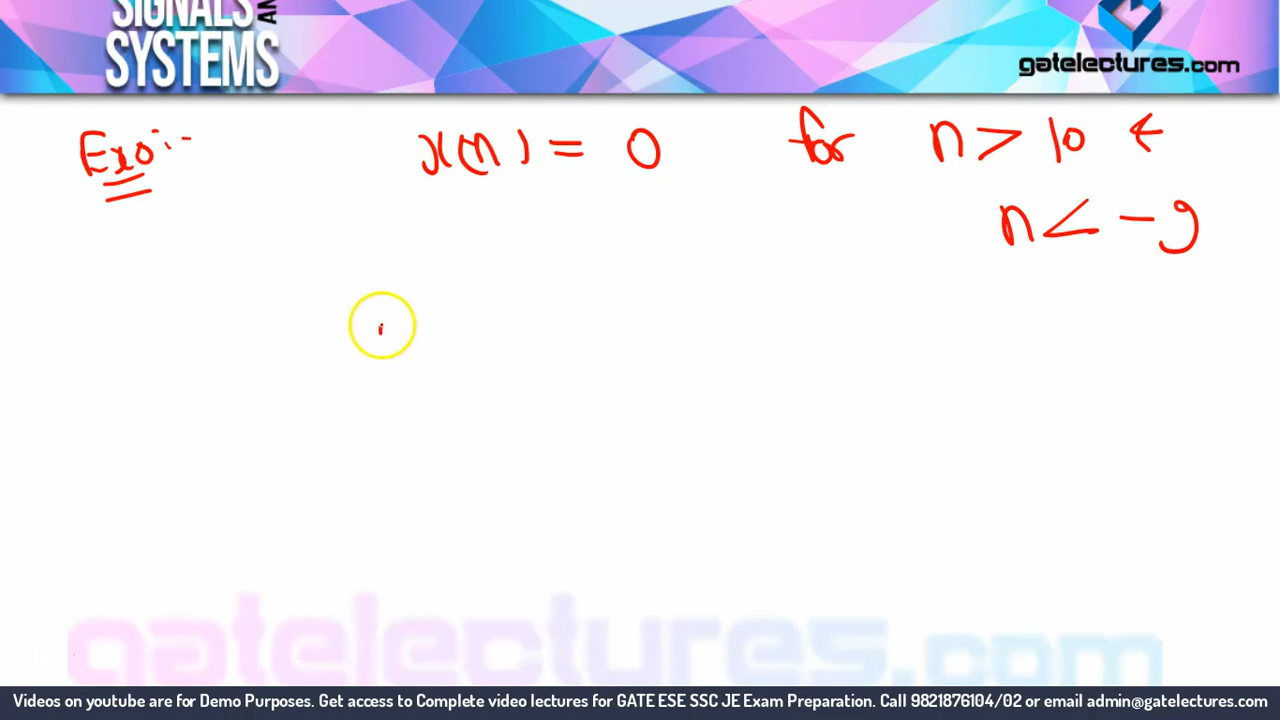 SIGNALS AND
SYSTEMS
gatelectures.com
Exo:- x(n) = 0 for n > 10 ←
n < - 9
gatelectures.com
Videos on youtube are for Demo Purposes. Get access to Complete video lectures for GATE ESE SSC JE Exam Preparation. Call 9821876104/02 or email admin@gatelectures.com